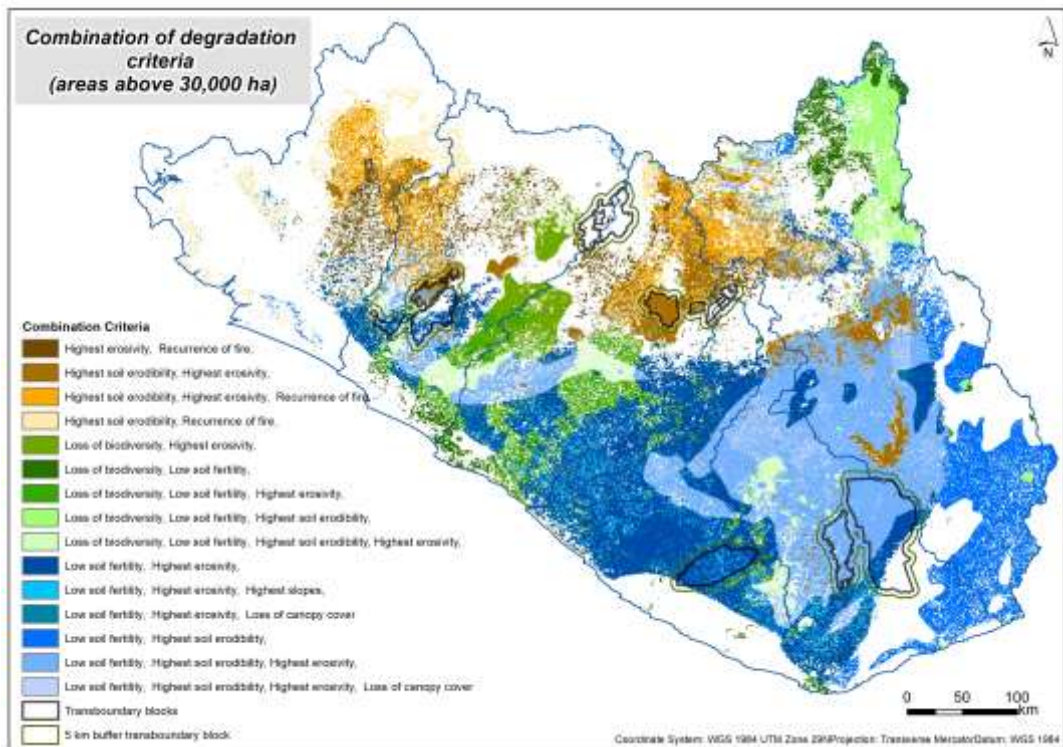 Combination of degradation
criteria
(areas above 30,000 ha)
N
Combination Criteria
Highest erosivity, Recurrence of fire,
Highest soil erodibility, Highest erosivity,
Highest soil erodibility, Highest erosivity, Recurrence of fire,
Highest soil erodibility, Recurrence of fire,
Loss of biodiversity, Highest erosivity,
Loss of biodiversity, Low soil fertility,
Loss of biodiversity, Low soil fertility, Highest erosivity,
Loss of biodiversity, Low soil fertility, Highest soil erodibility,
Loss of biodiversity, Low soil fertility, Highest soil erodibility, Highest erosivity,
Low soil fertility, Highest erosivity,
Low soil fertility, Highest erosivity, Highest slopes,
Low soil fertility, Highest erosivity, Loss of canopy cover
Low soil fertility, Highest soil erodibility,
Low soil fertility, Highest soil erodibility, Highest erosivity,
Low soil fertility, Highest soil erodibility, Highest erosivity, Loss of canopy cover
Transboundary blocks
5 km buffer transboundary block
0 50 100
km
Coordinate System: WGS 1984 UTM Zone 29NProjection: Transverse MercatorDatum: WGS 1984